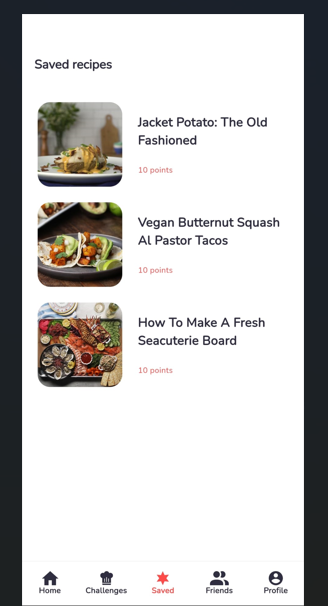 Saved recipes
Jacket Potato: The Old
Fashioned
10 points
Vegan Butternut Squash
Al Pastor Tacos
10 points
How To Make A Fresh
Seacuterie Board
10 points
Home
Challenges
Saved
Friends
Profile